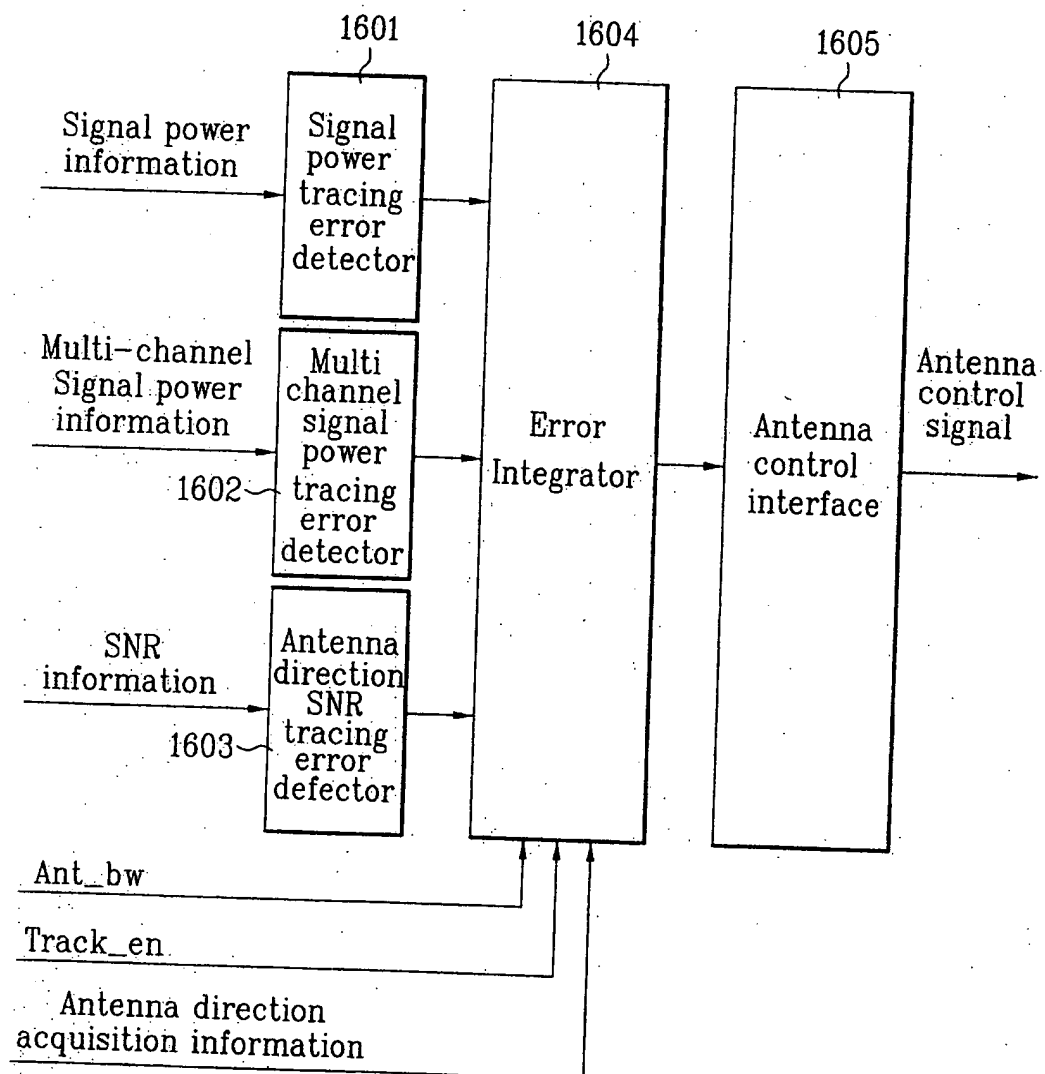 1601
1604
1605
Signal power
information
Signal
power
tracing
error
detector
Multi-channel
Signal power
information
Multi
channel
signal
power
tracing
error
detector
1602
Error
Integrator
Antenna
control
interface
Antenna
control
signal
SNR
information
Antenna
direction
SNR
tracing
error
defector
1603
Ant_bw
Track_en
Antenna direction
acquisition information